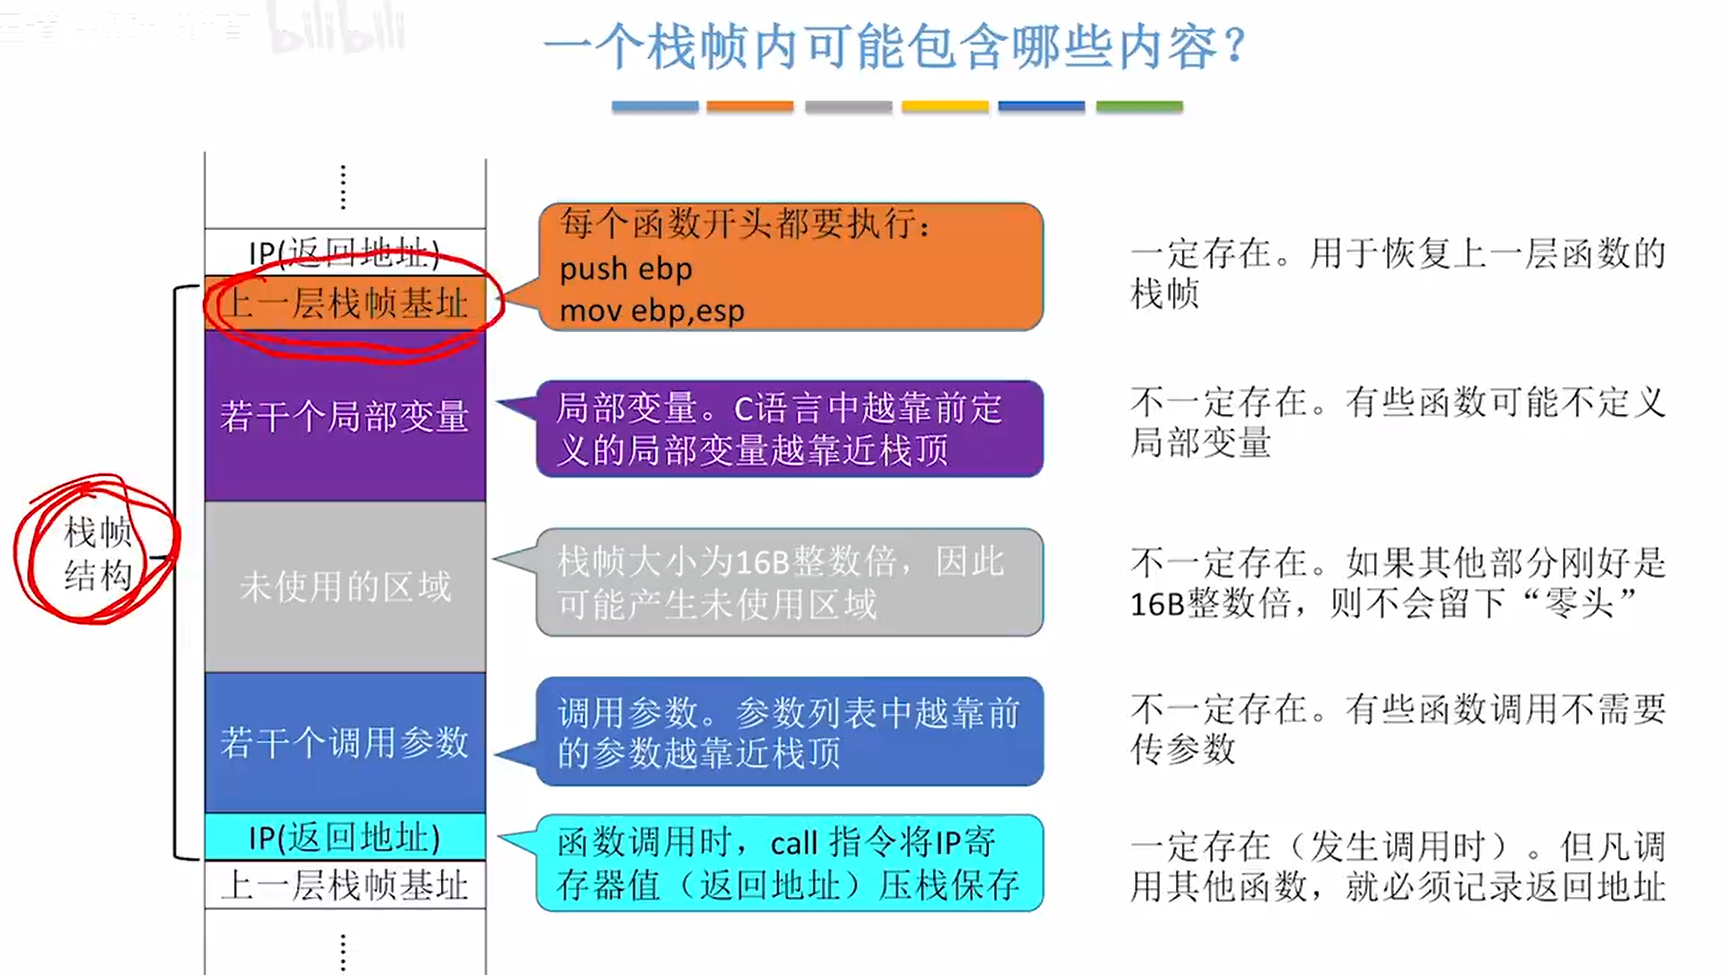 bilibili
一个栈帧内可能包含哪些内容？
IP(返回地址)
上一层栈帧基址
若干个局部变量
未使用的区域
若干个调用参数
IP(返回地址)
上一层栈帧基址
栈帧
结构
每个函数开头都要执行：
push ebp
mov ebp,esp
一定存在。用于恢复上一层函数的
栈帧
局部变量。C语言中越靠前定
义的局部变量越靠近栈顶
不一定存在。有些函数可能不定义
局部变量
栈帧大小为16B整数倍，因此
可能产生未使用区域
不一定存在。如果其他部分刚好是
16B整数倍，则不会留下“零头”
调用参数。参数列表中越靠前
的参数越靠近栈顶
不一定存在。有些函数调用不需要
传参数
函数调用时，call 指令将IP寄
存器值（返回地址）压栈保存
一定存在（发生调用时）。但凡调
用其他函数，就必须记录返回地址